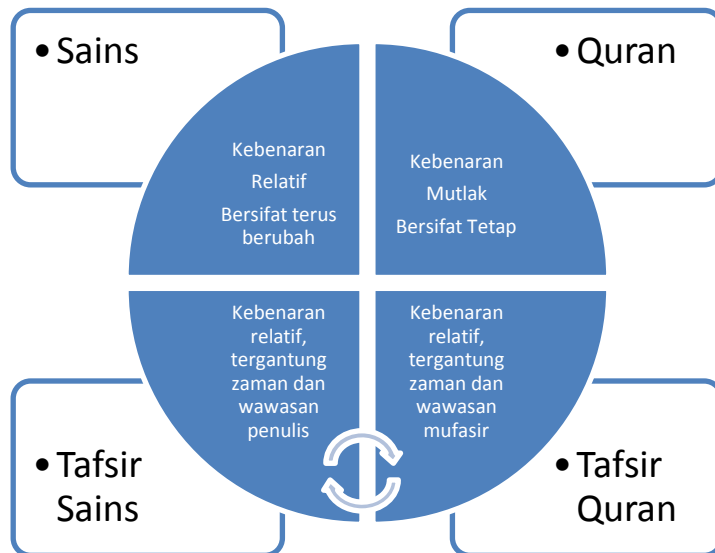 • Sains
• Quran
Kebenaran
Relatif
Bersifat terus
berubah
Kebenaran
Mutlak
Bersifat Tetap
Kebenaran
relatif,
tergantung
zaman dan
wawasan
penulis
Kebenaran
relatif,
tergantung
zaman dan
wawasan
mufasir
• Tafsir
Sains
• Tafsir
Quran